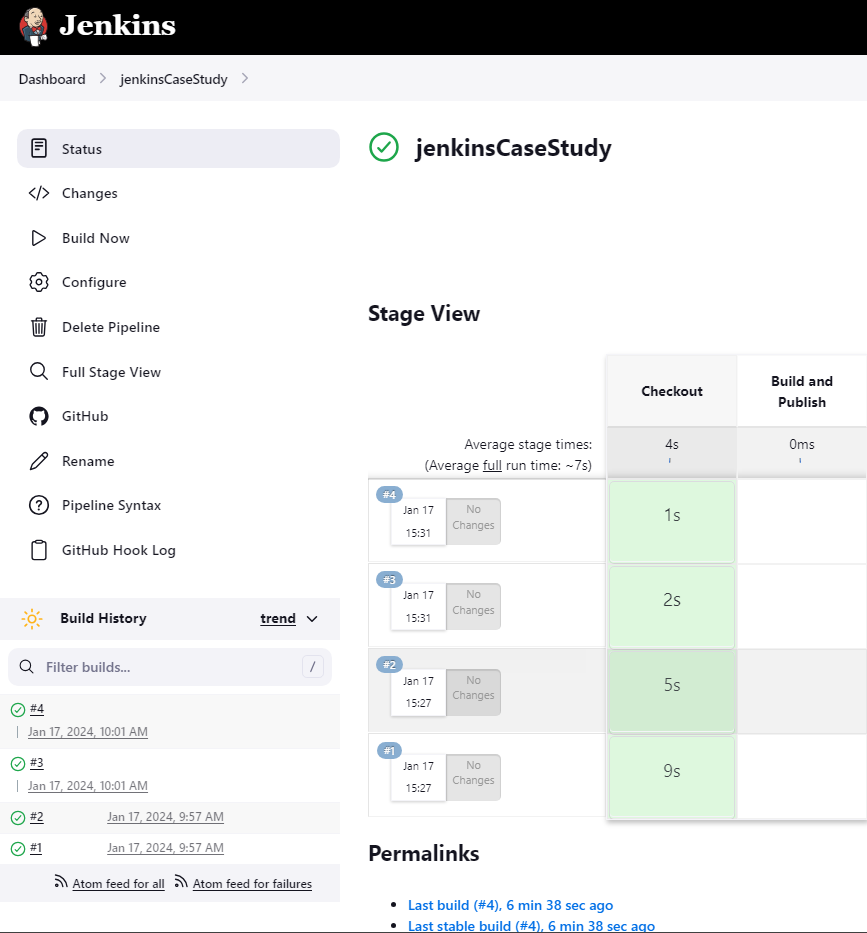 Jenkins
Dashboard
jenkinsCaseStudy
Status
Changes
Build Now
Configure
Delete Pipeline
Full Stage View
GitHub
Rename
Pipeline Syntax
GitHub Hook Log
Build History
trend
Filter builds...
/
#4
Jan 17, 2024, 10:01 AM
#3
Jan 17, 2024, 10:01 AM
#2 Jan 17, 2024, 9:57 AM
#1 Jan 17, 2024, 9:57 AM
Atom feed for all Atom feed for failures
jenkinsCaseStudy
Stage View
Checkout
Build and
Publish
Average stage times:
(Average full run time: ~7s)
4s
0ms
#4
Jan 17
15:31
No
Changes
1s
#3
Jan 17
15:31
No
Changes
2s
#2
Jan 17
15:27
No
Changes
5s
#1
Jan 17
15:27
No
Changes
9s
Permalinks
Last build (#4), 6 min 38 sec ago
Last stable build (#4), 6 min 38 sec ago